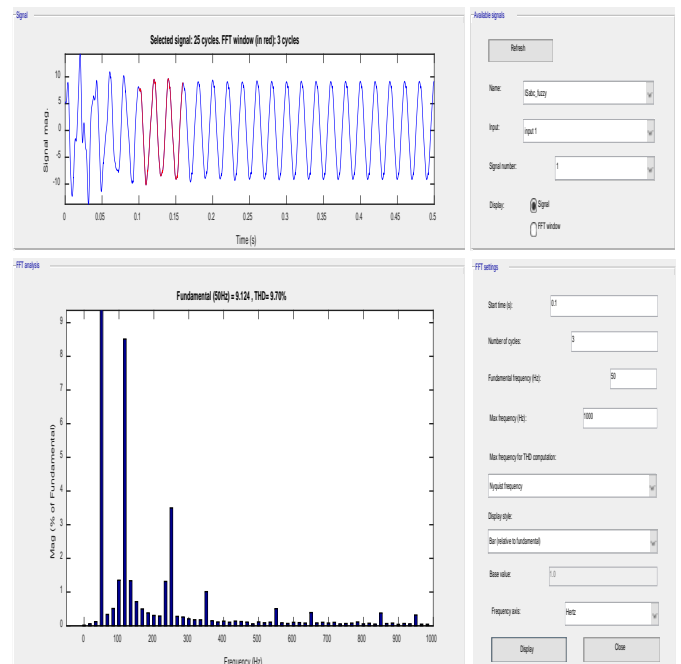 Signal
Selected signal: 25 cycles. FFT window (in red): 3 cycles
Signal mag.
10
5
0
-5
-10
0 0.05 0.1 0.15 0.2 0.25 0.3 0.35 0.4 0.45 0.5
Time (s)
Available signals
Refresh
Name:
ISabc_fuzzy
Input:
input 1
Signal number:
1
Display:
Signal
FFT window
FFT analysis
Fundamental (50Hz) = 9.124 , THD= 9.70%
Mag (% of Fundamental)
9
8
7
6
5
4
3
2
1
0
0 100 200 300 400 500 600 700 800 900 1000
Frequency (Hz)
FFT settings
Start time (s):
0.1
Number of cycles:
3
Fundamental frequency (Hz):
50
Max frequency (Hz):
1000
Max frequency for THD computation:
Nyquist frequency
Display style:
Bar (relative to fundamental)
Base value:
1.0
Frequency axis:
Hertz
Display
Close